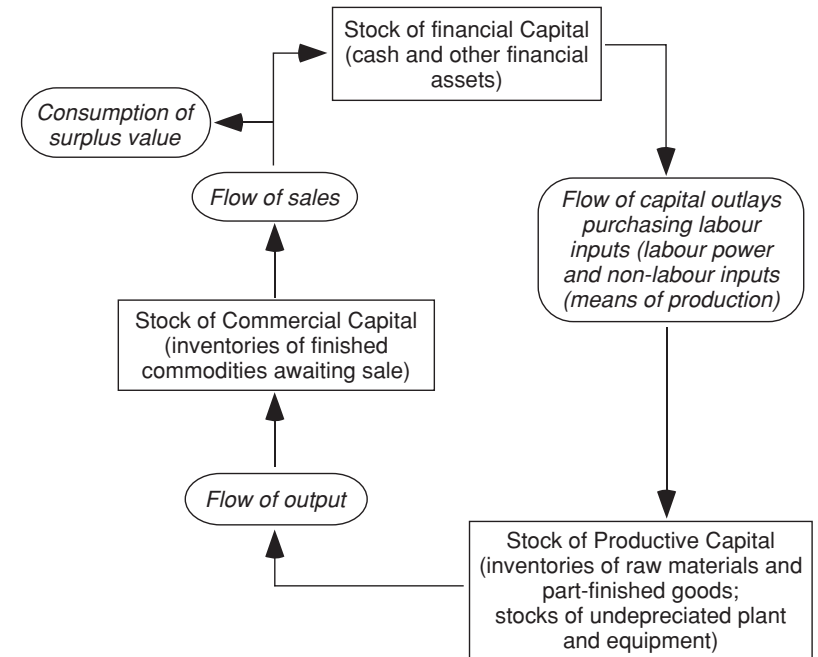 Stock of financial Capital
(cash and other financial
assets)
Consumption of
surplus value
Flow of sales
Flow of capital outlays
purchasing labour
inputs (labour power
and non-labour inputs
(means of production)
Stock of Commercial Capital
(inventories of finished
commodities awaiting sale)
Flow of output
Stock of Productive Capital
(inventories of raw materials and
part-finished goods;
stocks of undepreciated plant
and equipment)